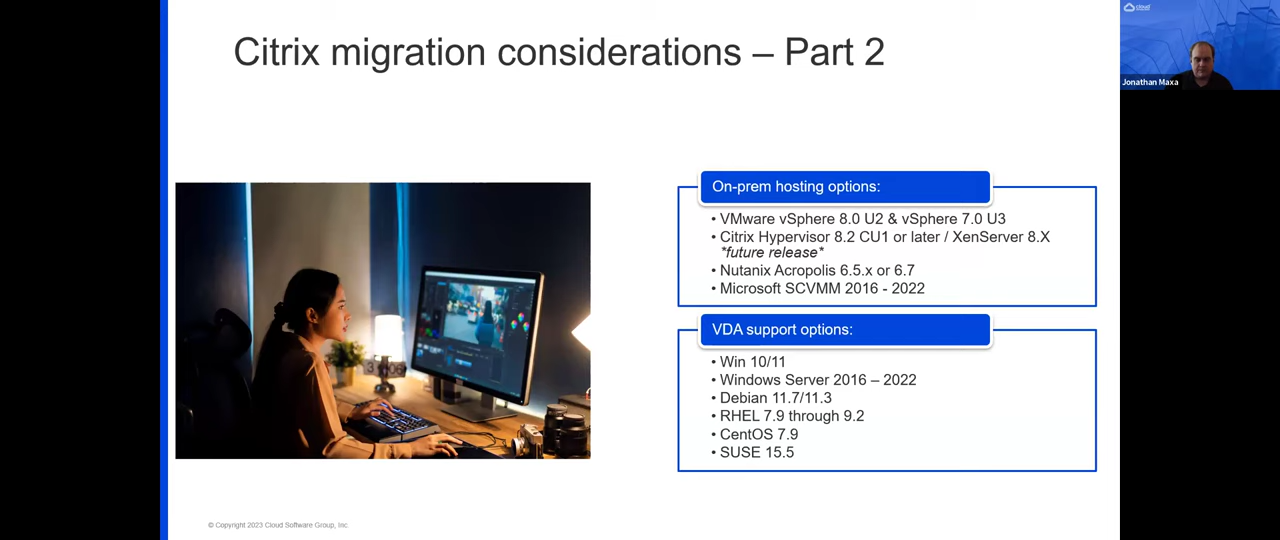 Citrix migration considerations – Part 2
cloud
Jonathan Maxa
On-prem hosting options:
• VMware vSphere 8.0 U2 & vSphere 7.0 U3
• Citrix Hypervisor 8.2 CU1 or later / XenServer 8.X
*future release*
• Nutanix Acropolis 6.5.x or 6.7
• Microsoft SCVMM 2016 - 2022
VDA support options:
• Win 10/11
• Windows Server 2016 – 2022
• Debian 11.7/11.3
• RHEL 7.9 through 9.2
• CentOS 7.9
• SUSE 15.5
© Copyright 2023 Cloud Software Group, Inc.